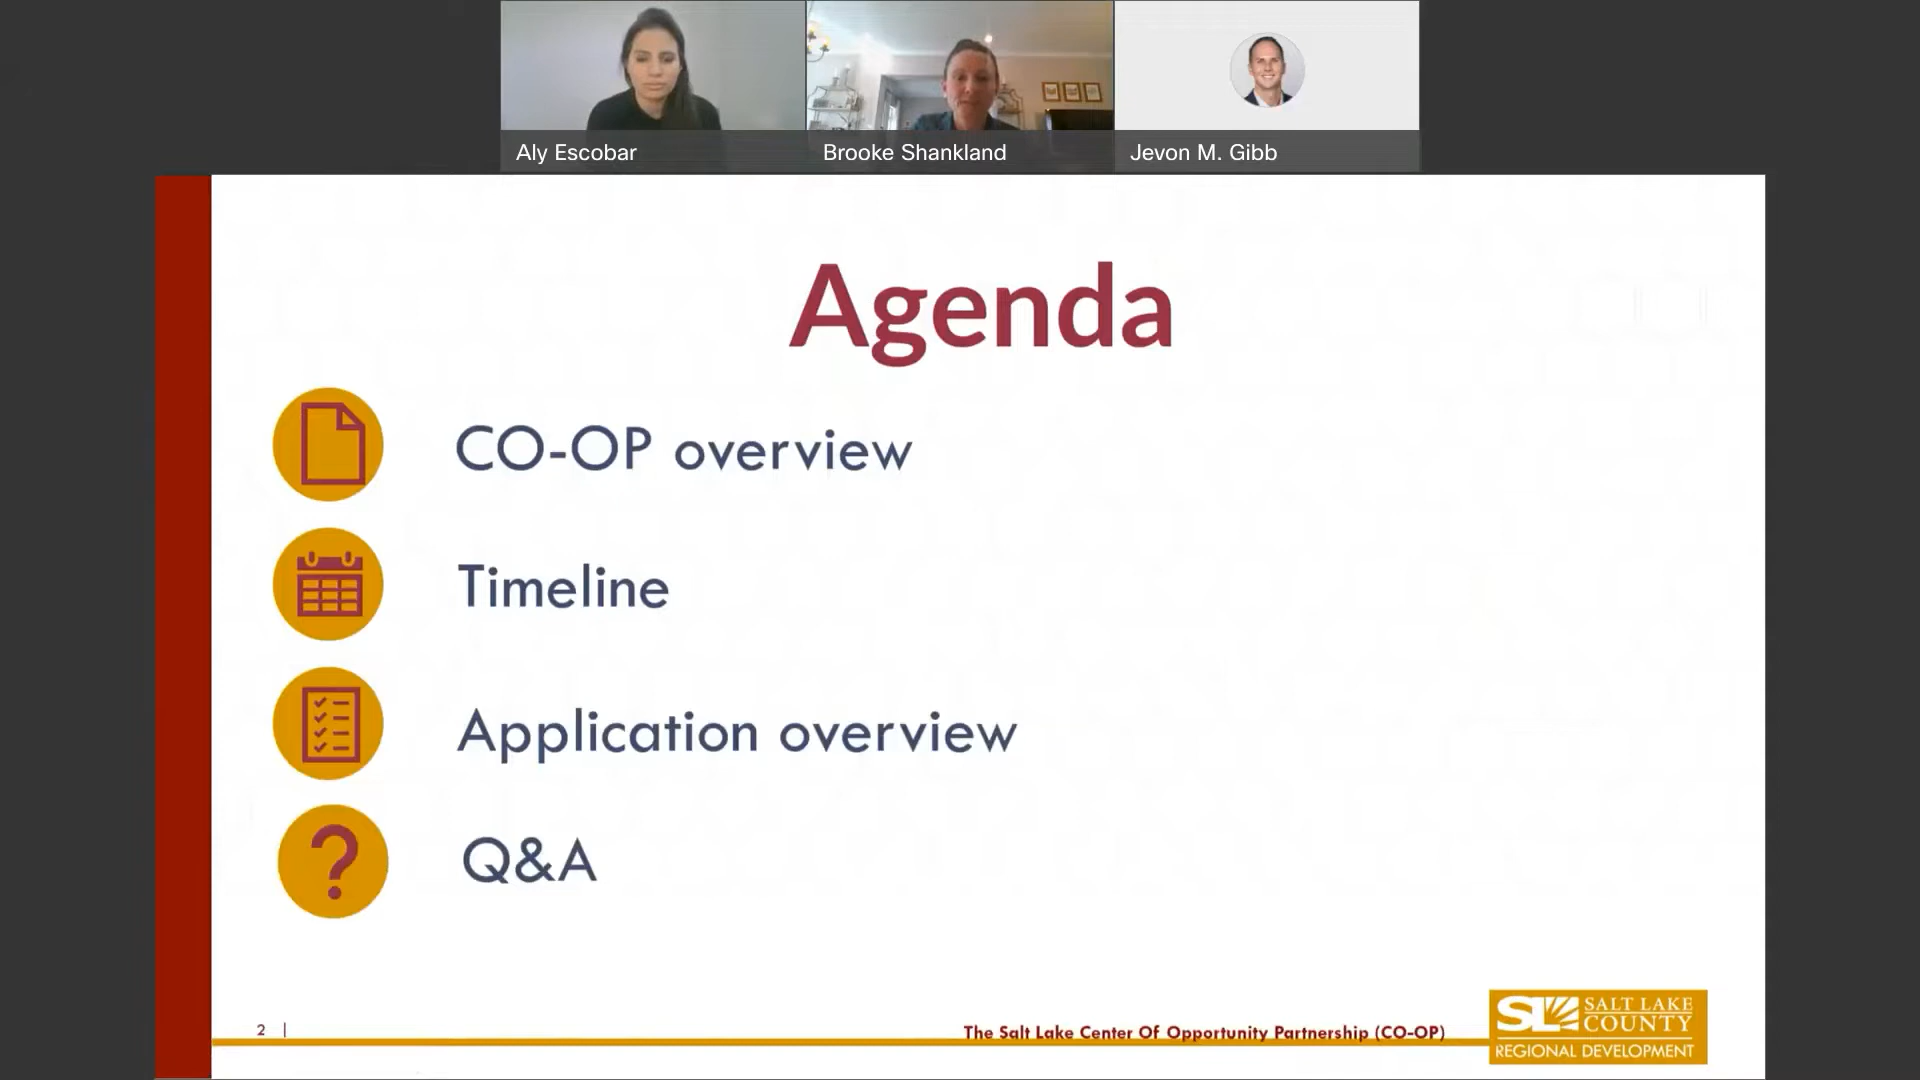 Aly Escobar
Brooke Shankland
Jevon M. Gibb
Agenda
CO-OP overview
Timeline
Application overview
?
Q&A
2 |
The Salt Lake Center Of Opportunity Partnership (CO-OP)
SL
SALT LAKE
COUNTY
REGIONAL DEVELOPMENT